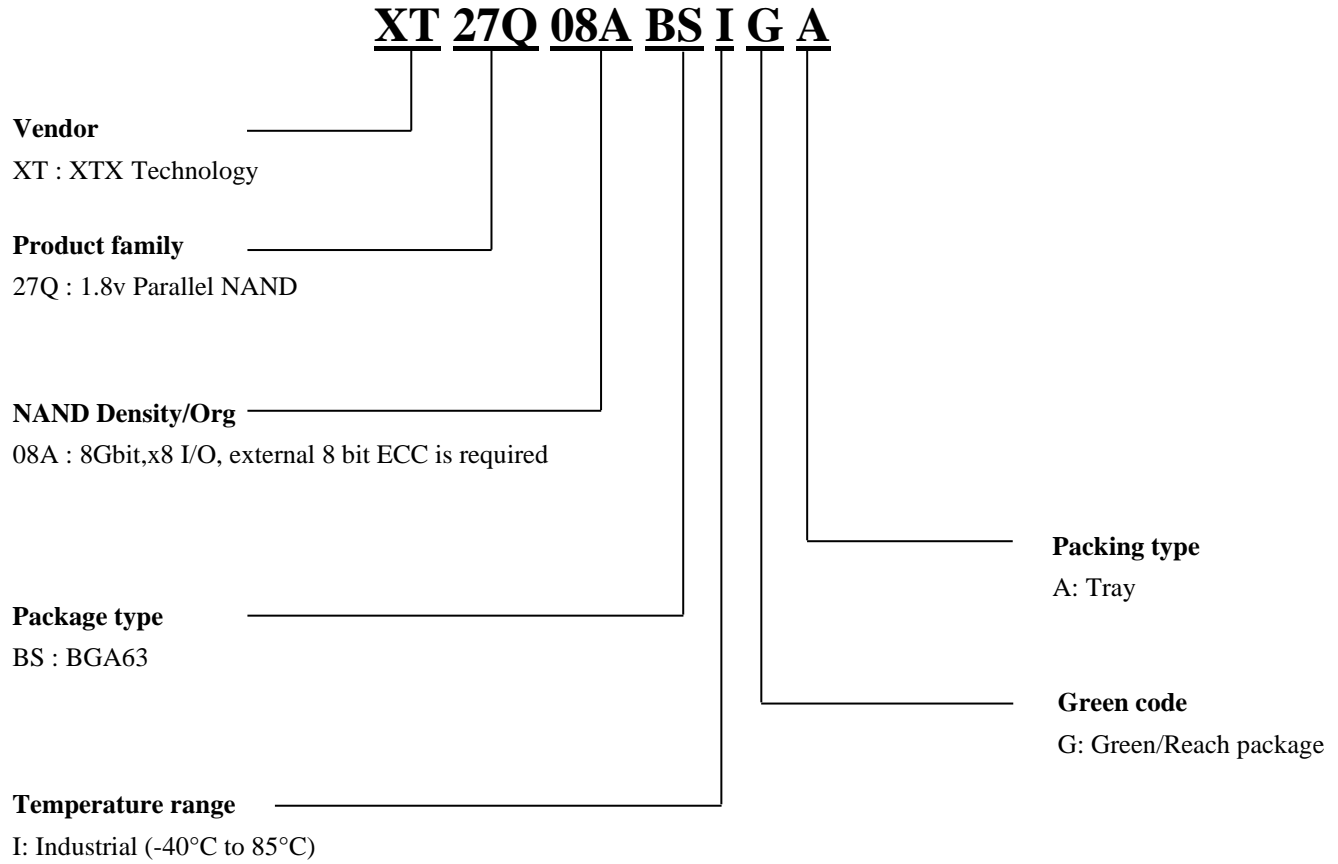 XT 27Q 08A BS I G A
Vendor
XT : XTX Technology
Product family
27Q : 1.8v Parallel NAND
NAND Density/Org
08A : 8Gbit,x8 I/O, external 8 bit ECC is required
Packing type
A: Tray
Package type
BS : BGA63
Green code
G: Green/Reach package
Temperature range
I: Industrial (-40°C to 85°C)